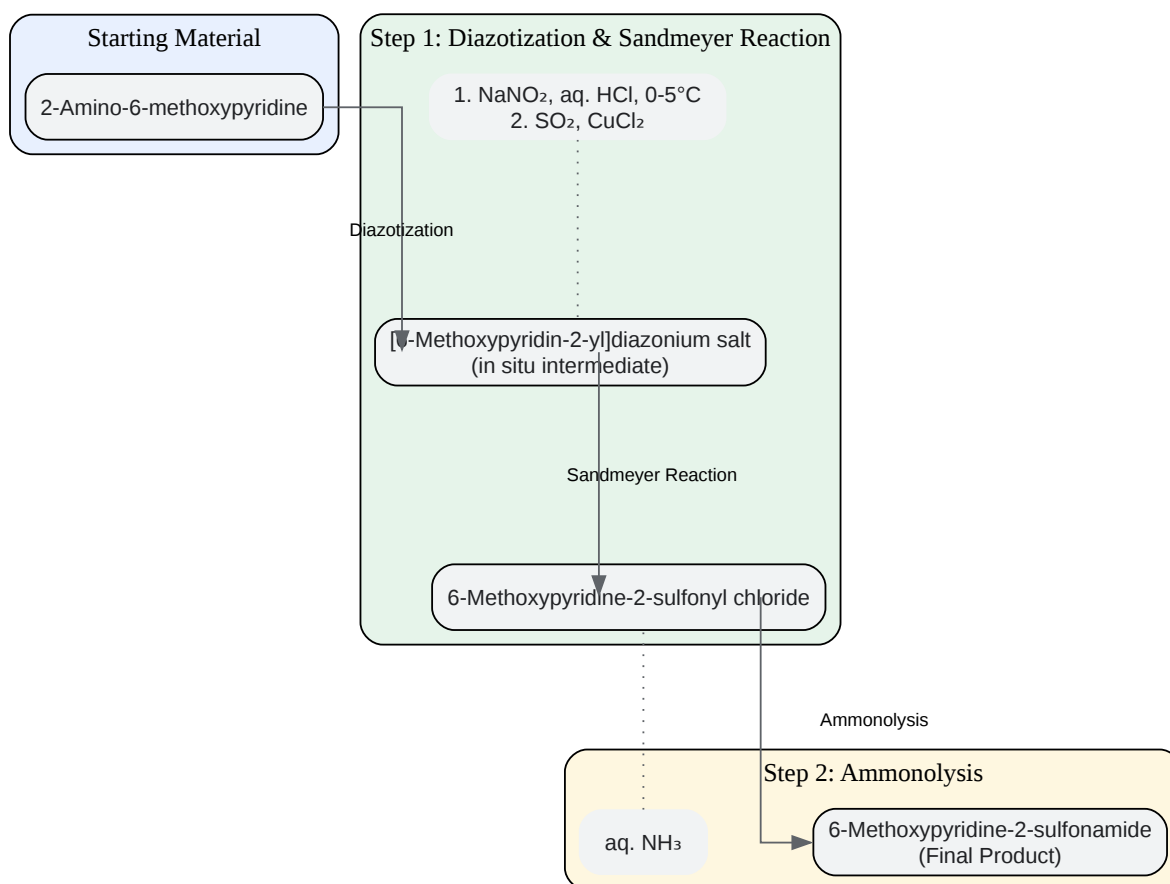 Starting Material
2-Amino-6-methoxypyridine
Step 1: Diazotization & Sandmeyer Reaction
1. NaNO₂, aq. HCl, 0-5°C
2. SO₂, CuCl₂
Diazotization
[6-Methoxypyridin-2-yl]diazonium salt
(in situ intermediate)
Sandmeyer Reaction
6-Methoxypyridine-2-sulfonyl chloride
Ammonolysis
Step 2: Ammonolysis
aq. NH₃
6-Methoxypyridine-2-sulfonamide
(Final Product)